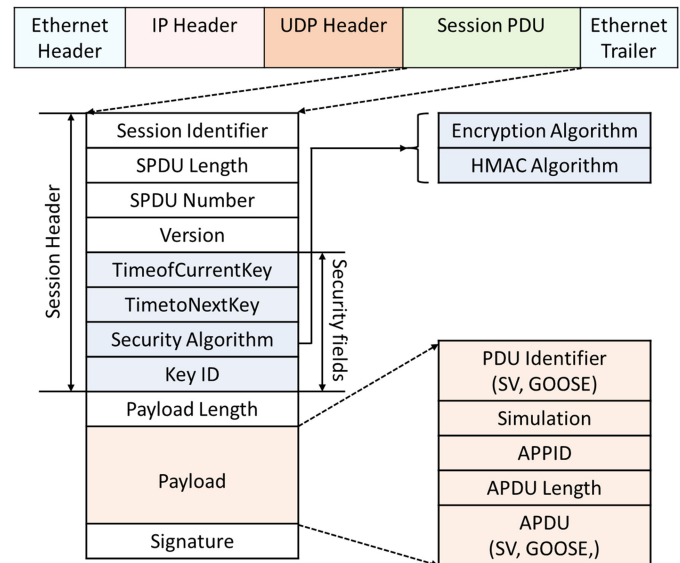 Ethernet
Header
IP Header
UDP Header
Session PDU
Ethernet
Trailer
Session Header
Session Identifier
SPDU Length
SPDU Number
Version
TimeofCurrentKey
TimetoNextKey
Security Algorithm
Key ID
Payload Length
Payload
Signature
Security fields
Encryption Algorithm
HMAC Algorithm
PDU Identifier
(SV, GOOSE)
Simulation
APPID
APDU Length
APDU
(SV, GOOSE,)